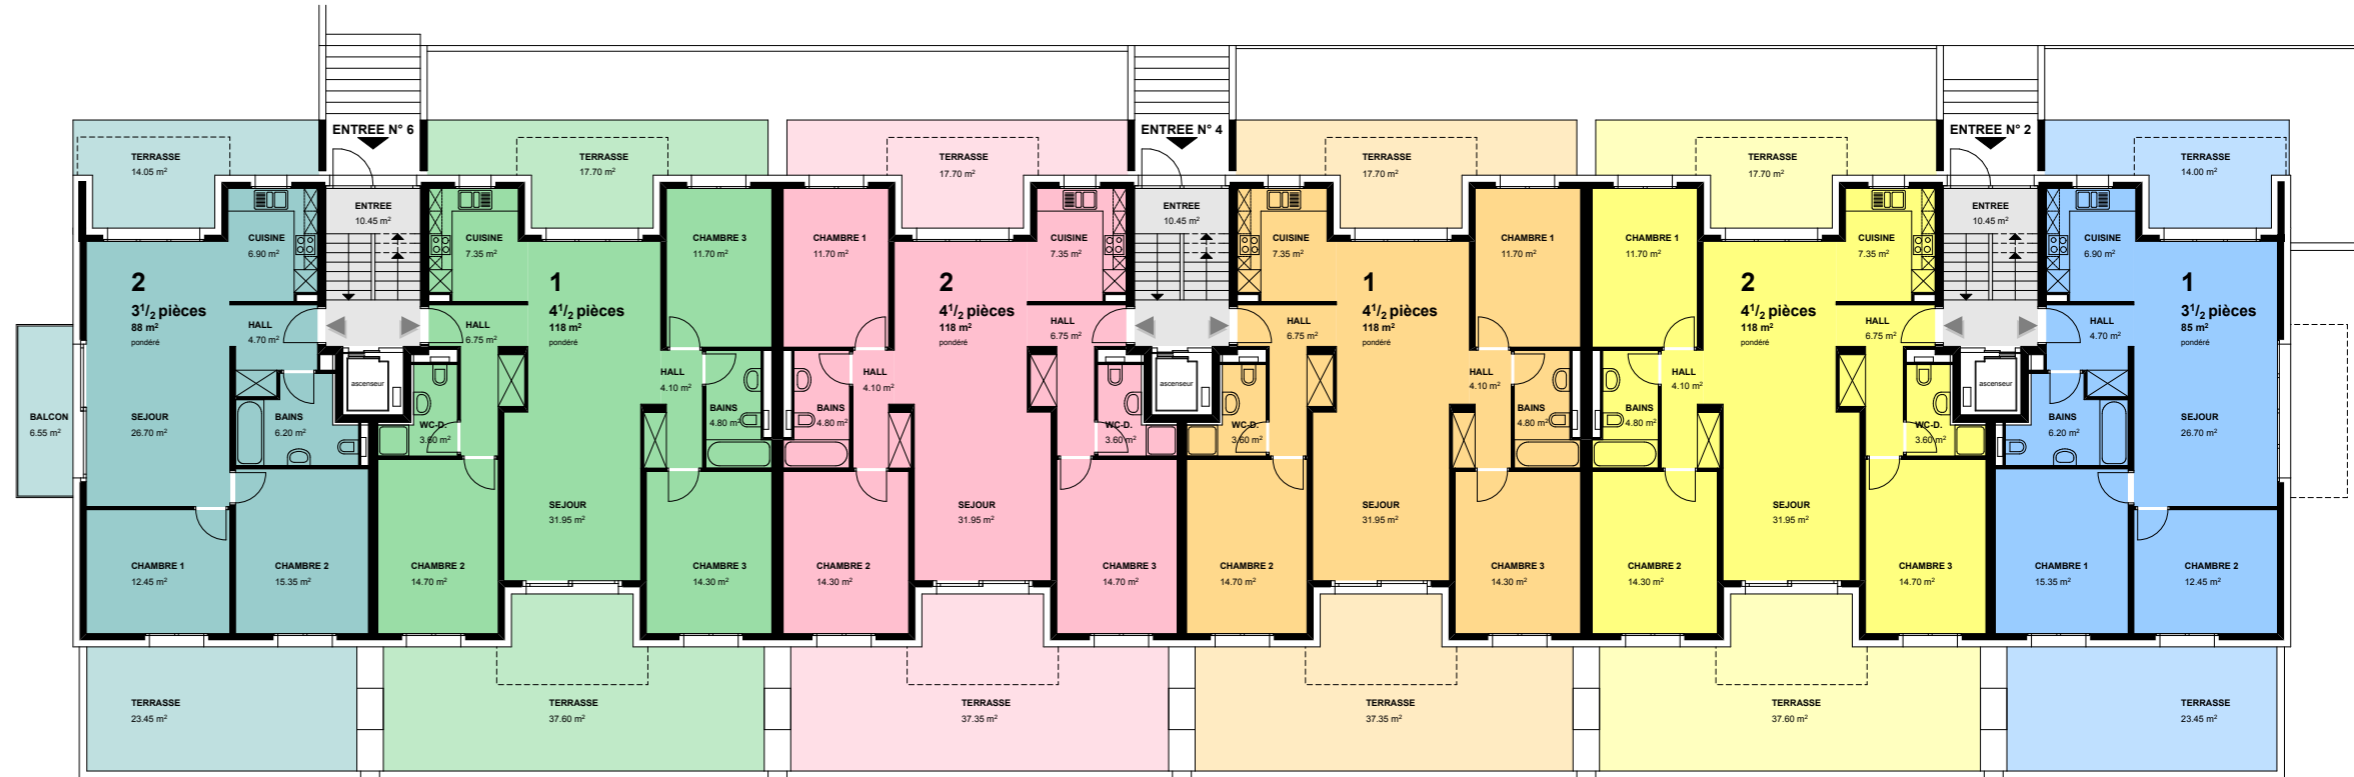 ENTREE N° 6
ENTREE N° 4
ENTREE N° 2
TERRASSE
14.05 m²
TERRASSE
17.70 m²
TERRASSE
17.70 m²
TERRASSE
17.70 m²
TERRASSE
17.70 m²
TERRASSE
14.00 m²
ENTREE
10.45 m²
CUISINE
6.90 m²
2
3 1/2 pièces
88 m²
pondéré
HALL
4.70 m²
ascenseur
BALCON
6.55 m²
SEJOUR
26.70 m²
BAINS
6.20 m²
CHAMBRE 1
12.45 m²
CHAMBRE 2
15.35 m²
TERRASSE
23.45 m²
CUISINE
7.35 m²
CHAMBRE 3
11.70 m²
1
4 1/2 pièces
118 m²
pondéré
HALL
6.75 m²
HALL
4.10 m²
WC-D.
3.60 m²
BAINS
4.80 m²
SEJOUR
31.95 m²
CHAMBRE 2
14.70 m²
CHAMBRE 3
14.30 m²
TERRASSE
37.60 m²
CHAMBRE 1
11.70 m²
CUISINE
7.35 m²
2
4 1/2 pièces
118 m²
pondéré
HALL
6.75 m²
HALL
4.10 m²
BAINS
4.80 m²
WC-D.
3.60 m²
SEJOUR
31.95 m²
CHAMBRE 2
14.30 m²
CHAMBRE 3
14.70 m²
TERRASSE
37.35 m²
ENTREE
10.45 m²
ascenseur
CUISINE
7.35 m²
CHAMBRE 1
11.70 m²
1
4 1/2 pièces
118 m²
pondéré
HALL
6.75 m²
HALL
4.10 m²
WC-D.
3.60 m²
BAINS
4.80 m²
SEJOUR
31.95 m²
CHAMBRE 2
14.70 m²
CHAMBRE 3
14.30 m²
TERRASSE
37.35 m²
CHAMBRE 1
11.70 m²
CUISINE
7.35 m²
2
4 1/2 pièces
118 m²
pondéré
HALL
6.75 m²
HALL
4.10 m²
BAINS
4.80 m²
WC-D.
3.60 m²
SEJOUR
31.95 m²
CHAMBRE 2
14.30 m²
CHAMBRE 3
14.70 m²
TERRASSE
37.60 m²
ENTREE
10.45 m²
ascenseur
CUISINE
6.90 m²
1
3 1/2 pièces
85 m²
pondéré
HALL
4.70 m²
BAINS
6.20 m²
SEJOUR
26.70 m²
CHAMBRE 1
15.35 m²
CHAMBRE 2
12.45 m²
TERRASSE
23.45 m²